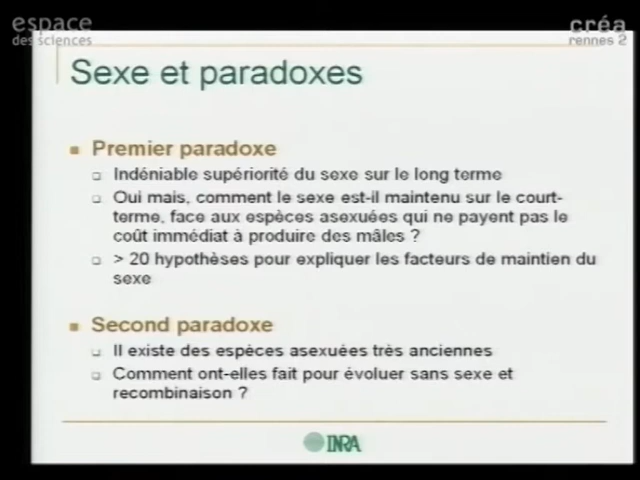 espace
des sciences
créa
rennes 2
Sexe et paradoxes
Premier paradoxe
Indéniable supériorité du sexe sur le long terme
Oui mais, comment le sexe est-il maintenu sur le court-
terme, face aux espèces asexuées qui ne payent pas le
coût immédiat à produire des mâles ?
> 20 hypothèses pour expliquer les facteurs de maintien du
sexe
Second paradoxe
Il existe des espèces asexuées très anciennes
Comment ont-elles fait pour évoluer sans sexe et
recombinaison ?
INRA